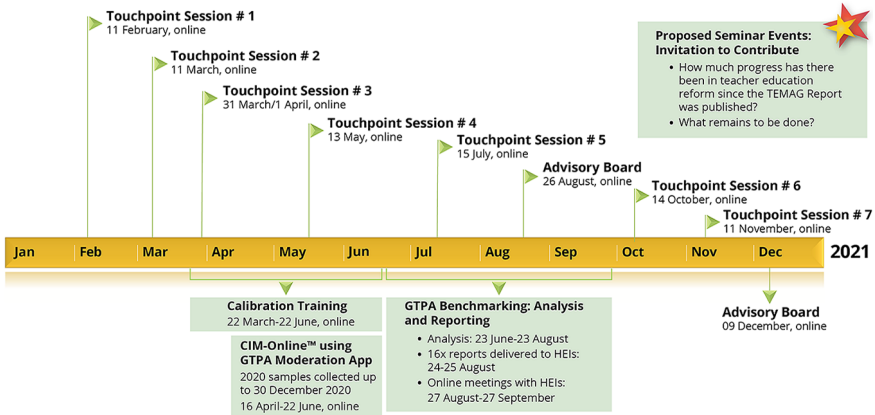 Touchpoint Session # 1
11 February, online
Touchpoint Session # 2
11 March, online
Touchpoint Session # 3
31 March/1 April, online
Touchpoint Session # 4
13 May, online
Touchpoint Session # 5
15 July, online
Advisory Board
26 August, online
Touchpoint Session # 6
14 October, online
Touchpoint Session # 7
11 November, online
Proposed Seminar Events:
Invitation to Contribute
• How much progress has there
been in teacher education
reform since the TEMAG Report
was published?
• What remains to be done?
Jan Feb Mar Apr May Jun Jul Aug Sep Oct Nov Dec 2021
Calibration Training
22 March-22 June, online
CIM-Online™ using
GTPA Moderation App
2020 samples collected up
to 30 December 2020
16 April-22 June, online
GTPA Benchmarking: Analysis
and Reporting
• Analysis: 23 June-23 August
• 16x reports delivered to HEIs:
24-25 August
• Online meetings with HEIs:
27 August-27 September
Advisory Board
09 December, online